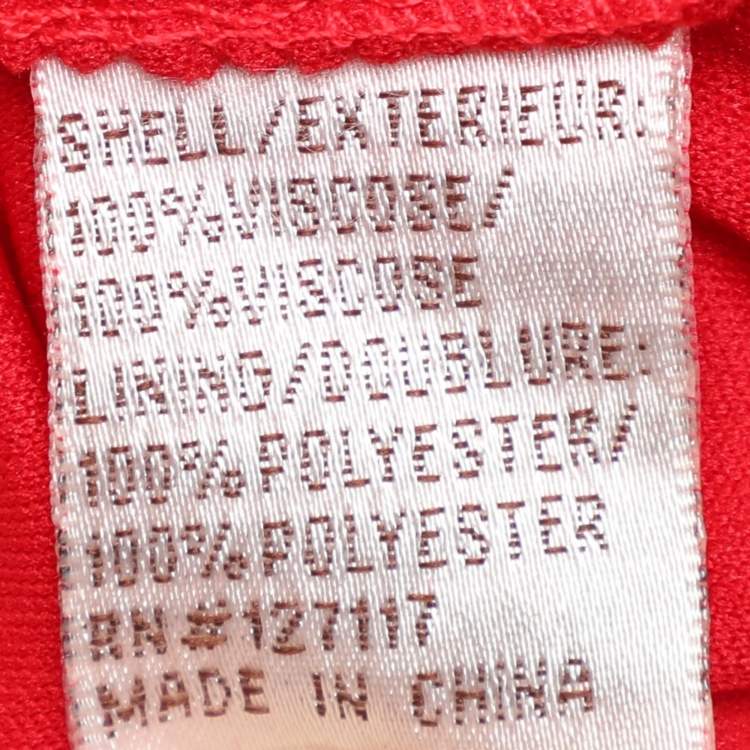 SHELL/EXTERIEUR:
100%VISCOSE/
100%VISCOSE
LINING/DOUBLURE:
100%POLYESTER/
100%POLYESTER
RN#127117
MADE IN CHINA